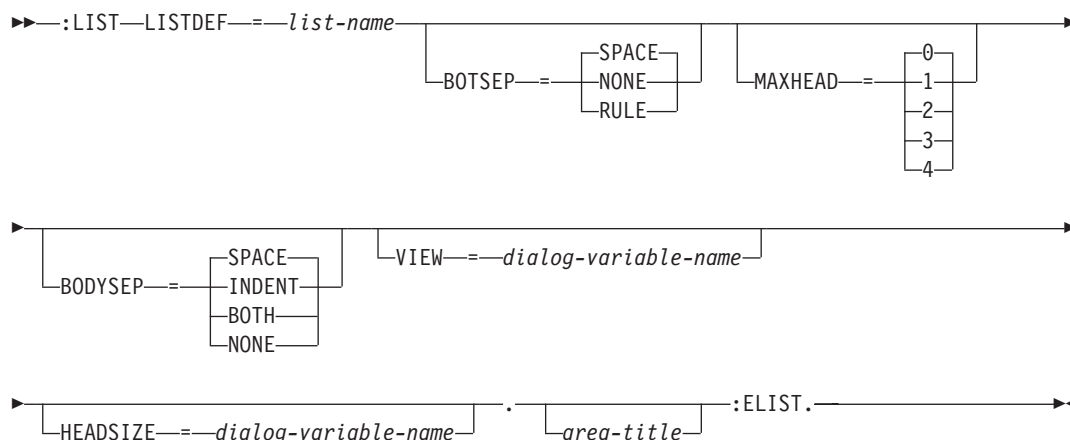 :LIST LISTDEF = list-name
BOTSEP = SPACE
NONE
RULE
MAXHEAD = 0
1
2
3
4
BODYSEP = SPACE
INDENT
BOTH
NONE
VIEW = dialog-variable-name
HEADSIZE = dialog-variable-name . area-title :ELIST.